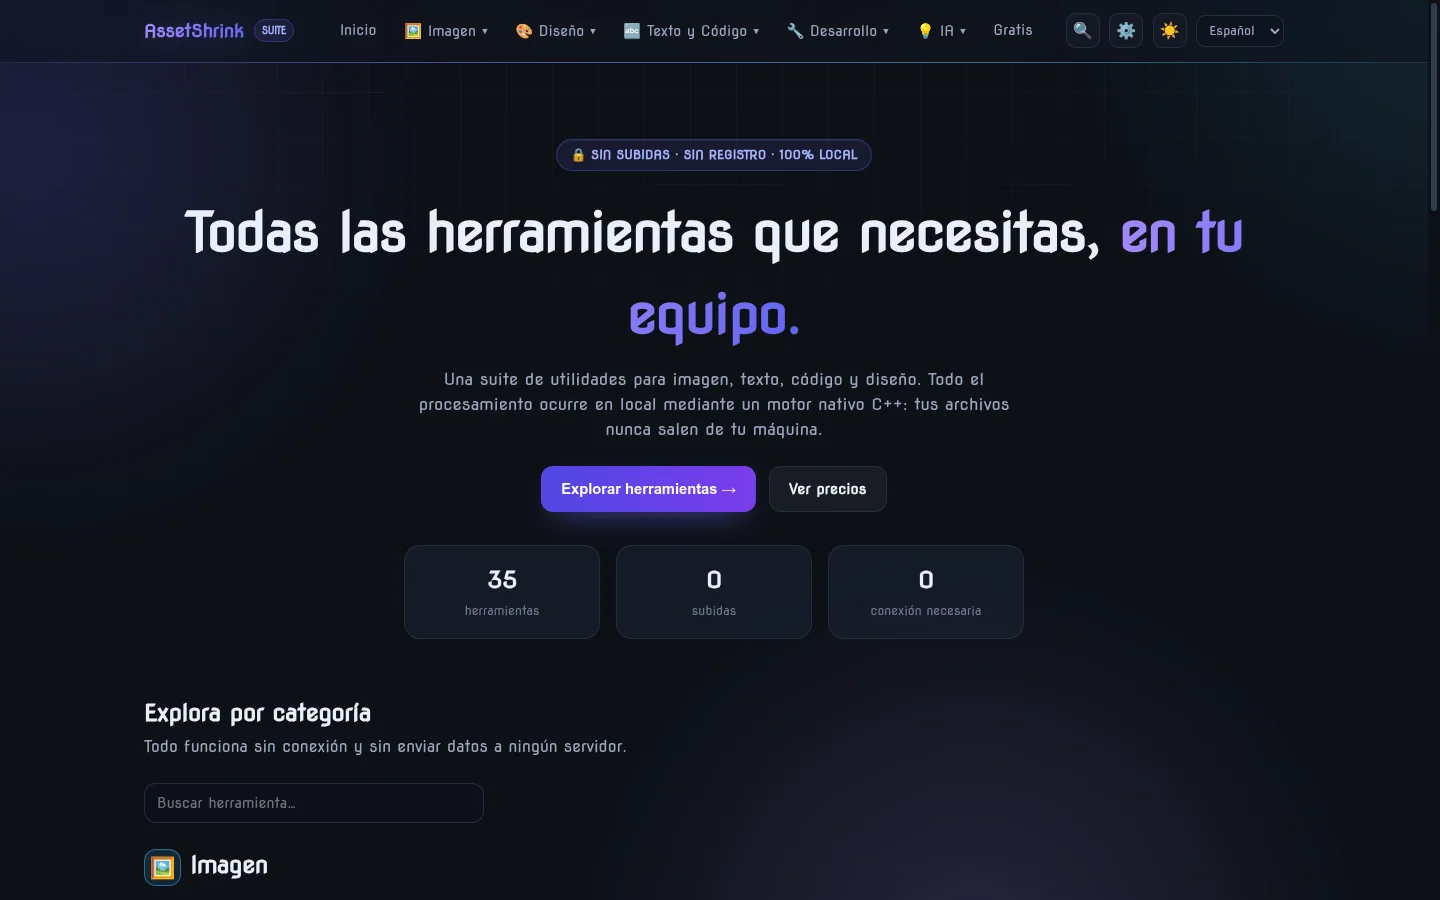 AssetShrink SUITE Inicio Imagen ▾ Diseño ▾ abc Texto y Código ▾ Desarrollo ▾ IA ▾ Gratis Español
SIN SUBIDAS · SIN REGISTRO · 100% LOCAL
Todas las herramientas que necesitas, en tu
equipo.
Una suite de utilidades para imagen, texto, código y diseño. Todo el
procesamiento ocurre en local mediante un motor nativo C++: tus archivos
nunca salen de tu máquina.
Explorar herramientas → Ver precios
35 0 0
herramientas subidas conexión necesaria
Explora por categoría
Todo funciona sin conexión y sin enviar datos a ningún servidor.
Buscar herramienta…
Imagen